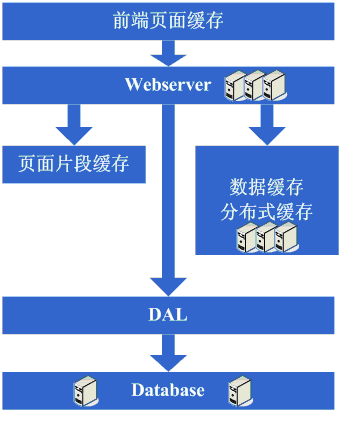 前端页面缓存
Webserver
页面片段缓存
数据缓存
分布式缓存
DAL
Database